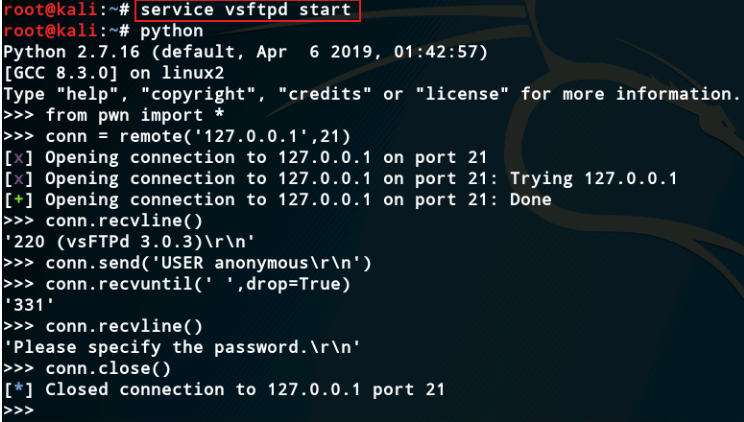 root@kali:~# service vsftpd start
root@kali:~# python
Python 2.7.16 (default, Apr  6 2019, 01:42:57)
[GCC 8.3.0] on linux2
Type "help", "copyright", "credits" or "license" for more information.
>>> from pwn import *
>>> conn = remote('127.0.0.1',21)
[x] Opening connection to 127.0.0.1 on port 21
[x] Opening connection to 127.0.0.1 on port 21: Trying 127.0.0.1
[+] Opening connection to 127.0.0.1 on port 21: Done
>>> conn.recvline()
'220 (vsFTPd 3.0.3)\r\n'
>>> conn.send('USER anonymous\r\n')
>>> conn.recvuntil(' ',drop=True)
'331'
>>> conn.recvline()
'Please specify the password.\r\n'
>>> conn.close()
[*] Closed connection to 127.0.0.1 port 21
>>>